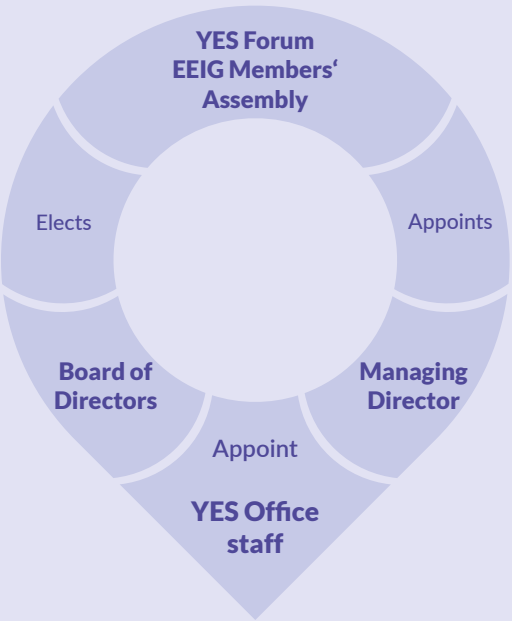 YES Forum
EEIG Members‘
Assembly
Elects
Appoints
Board of
Directors
Managing
Director
Appoint
YES Office
staff